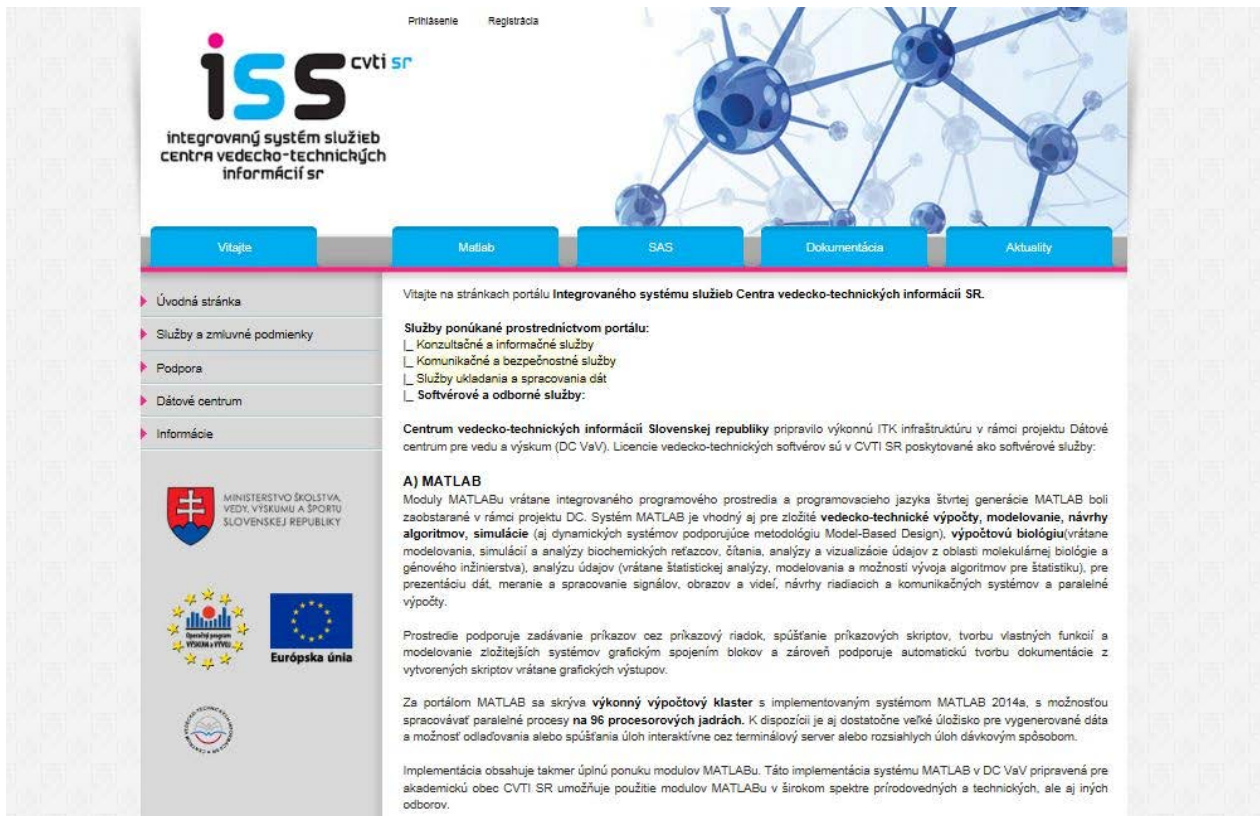 Prihlásenie Registrácia
iss cvti sr
integrovaný systém služieb
centra vedecko-technických
informácií sr
Vitajte Matlab SAS Dokumentácia Aktuality
Úvodná stránka
Služby a zmluvné podmienky
Podpora
Dátové centrum
Informácie
MINISTERSTVO ŠKOLSTVA,
VEDY, VÝSKUMU A ŠPORTU
SLOVENSKEJ REPUBLIKY
Operačný program
VÝSKUM a VÝVOJ
Európska únia
Vitajte na stránkach portálu Integrovaného systému služieb Centra vedecko-technických informácií SR.
Služby ponúkané prostredníctvom portálu:
|_ Konzultačné a informačné služby
|_ Komunikačné a bezpečnostné služby
|_ Služby ukladania a spracovania dát
|_ Softvérové a odborné služby:
Centrum vedecko-technických informácií Slovenskej republiky pripravilo výkonnú ITK infraštruktúru v rámci projektu Dátové
centrum pre vedu a výskum (DC VaV). Licencie vedecko-technických softvérov sú v CVTI SR poskytované ako softvérové služby:
A) MATLAB
Moduly MATLABu vrátane integrovaného programového prostredia a programovacieho jazyka štvrtej generácie MATLAB boli
zaobstarané v rámci projektu DC. Systém MATLAB je vhodný aj pre zložité vedecko-technické výpočty, modelovanie, návrhy
algoritmov, simulácie (aj dynamických systémov podporujúce metodológiu Model-Based Design), výpočtovú biológiu(vrátane
modelovania, simulácií a analýzy biochemických reťazcov, čítania, analýzy a vizualizácie údajov z oblasti molekulárnej biológie a
génového inžinierstva), analýzu údajov (vrátane štatistickej analýzy, modelovania a možnosti vývoja algoritmov pre štatistiku), pre
prezentáciu dát, meranie a spracovanie signálov, obrazov a videí, návrhy riadiacich a komunikačných systémov a paralelné
výpočty.
Prostredie podporuje zadávanie príkazov cez príkazový riadok, spúšťanie príkazových skriptov, tvorbu vlastných funkcií a
modelovanie zložitejších systémov grafickým spojením blokov a zároveň podporuje automatickú tvorbu dokumentácie z
vytvorených skriptov vrátane grafických výstupov.
Za portálom MATLAB sa skrýva výkonný výpočtový klaster s implementovaným systémom MATLAB 2014a, s možnosťou
spracovávať paralelné procesy na 96 procesorových jadrách. K dispozícii je aj dostatočne veľké úložisko pre vygenerované dáta
a možnosť odlaďovania alebo spúšťania úloh interaktívne cez terminálový server alebo rozsiahlych úloh dávkovým spôsobom.
Implementácia obsahuje takmer úplnú ponuku modulov MATLABu. Táto implementácia systému MATLAB v DC VaV pripravená pre
akademickú obec CVTI SR umožňuje použitie modulov MATLABu v širokom spektre prírodovedných a technických, ale aj iných
odborov.